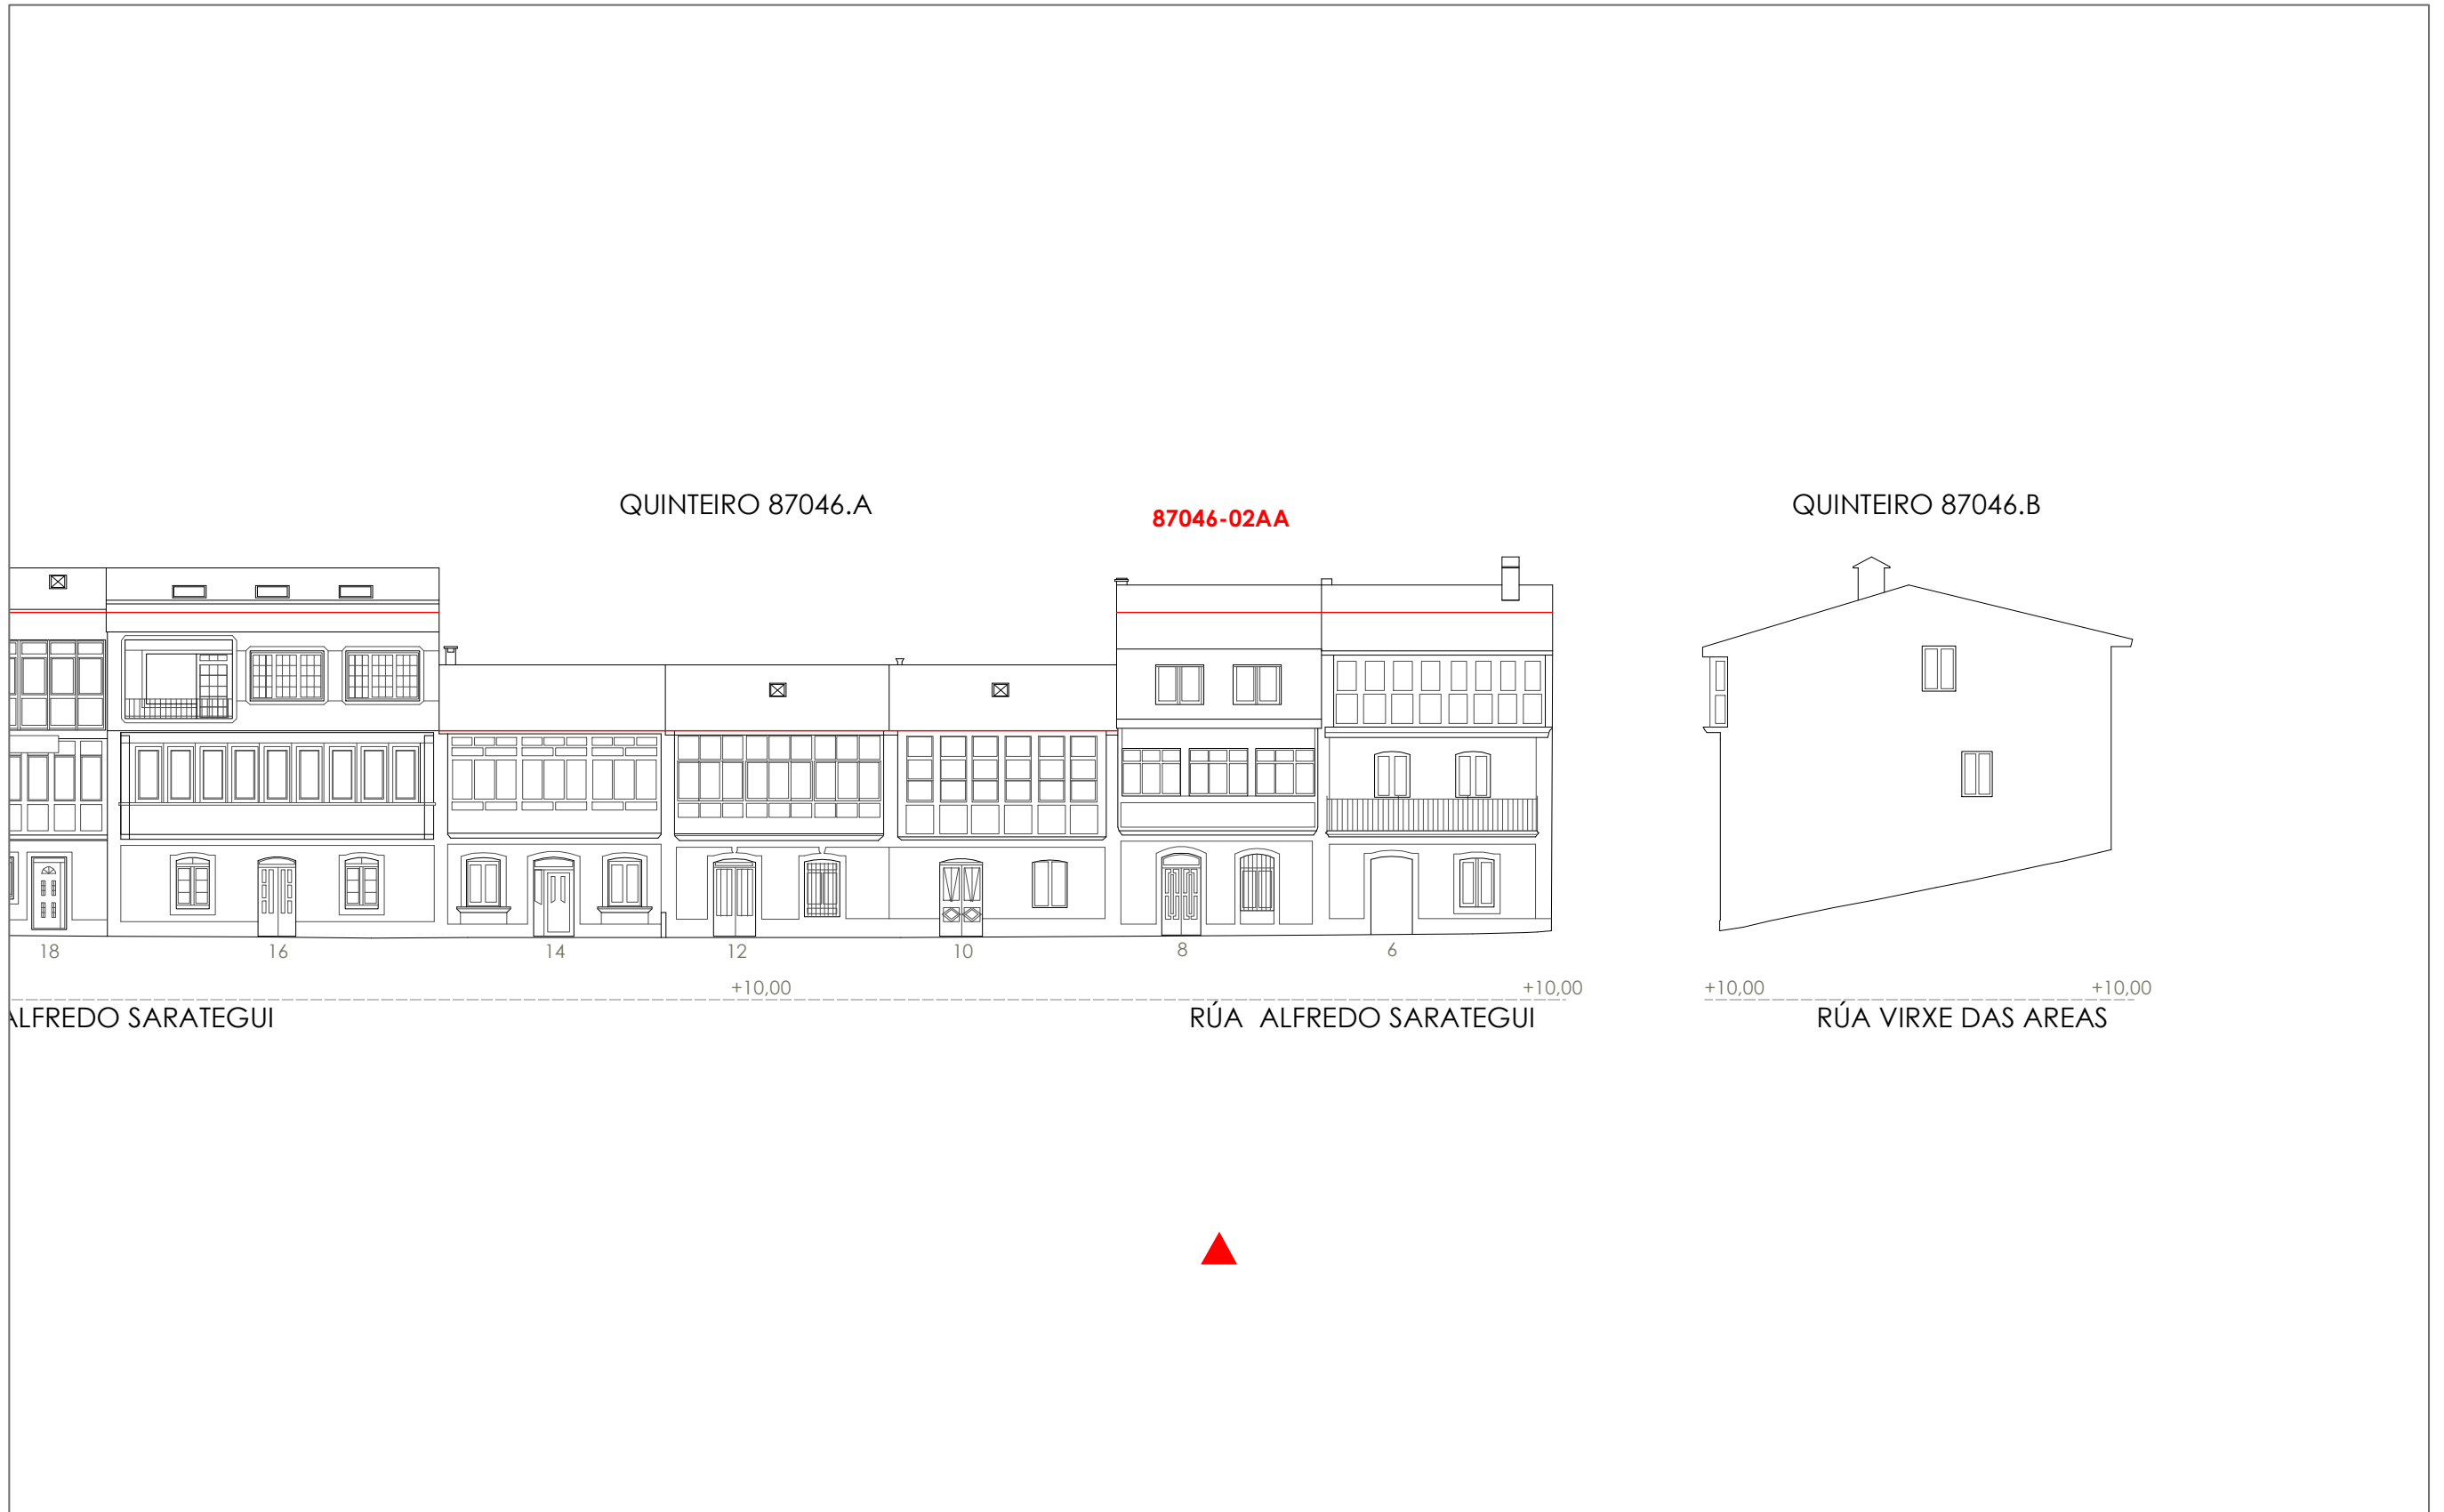 QUINTEIRO 87046.A
87046-02AA
QUINTEIRO 87046.B
18
16
14
12
10
8
6
+10,00
+10,00
+10,00
+10,00
ALFREDO SARATEGUI
RÚA ALFREDO SARATEGUI
RÚA VIRXE DAS AREAS